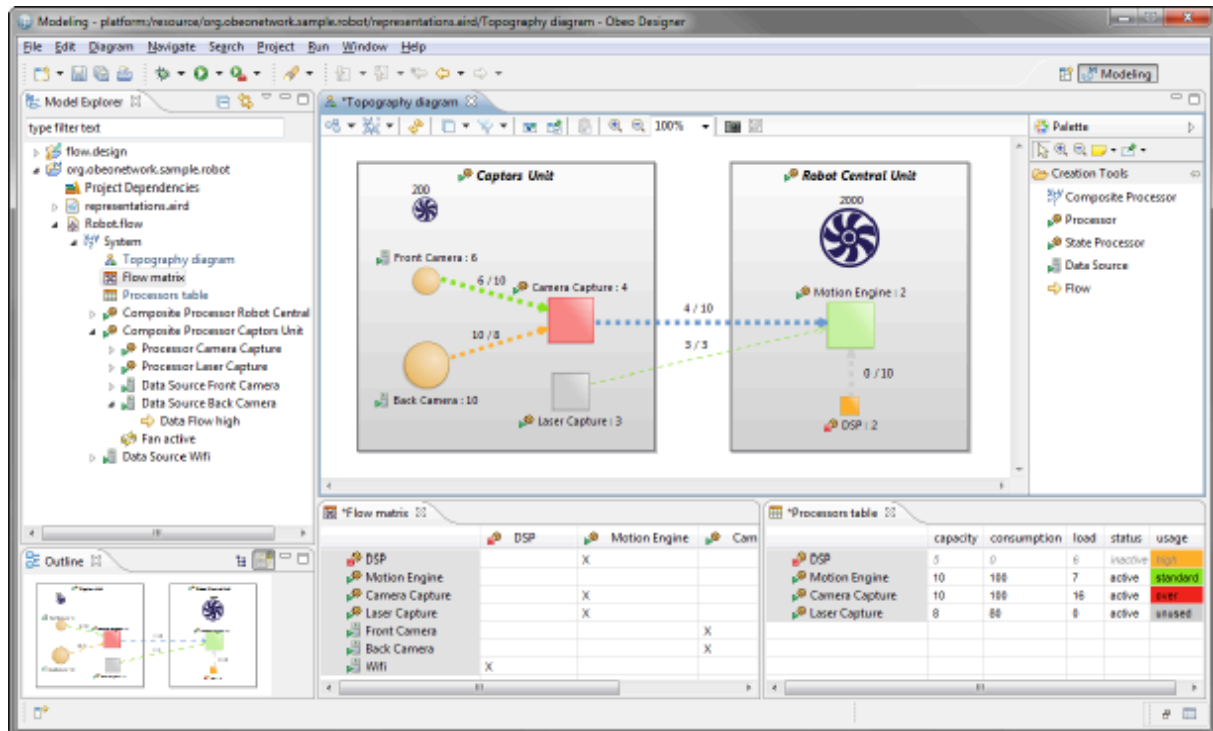 Modeling - platform:/resource/org.obeonetwork.sample.robot/representations.aird/Topography diagram - Obeo Designer
File Edit Diagram Navigate Search Project Run Window Help
Modeling
Model Explorer
type filter text
flow.design
org.obeonetwork.sample.robot
Project Dependencies
representations.aird
Robot.flow
System
Topography diagram
Flow matrix
Processors table
Composite Processor Robot Central
Composite Processor Captors Unit
Processor Camera Capture
Processor Laser Capture
Data Source Front Camera
Data Source Back Camera
Data Flow high
Fan active
Data Source Wifi
Outline
*Topography diagram
100%
Captors Unit
200
Front Camera : 6
6 / 10
Camera Capture : 4
10 / 8
Back Camera : 10
Laser Capture : 3
4 / 10
3 / 3
Robot Central Unit
2000
Motion Engine : 2
0 / 10
DSP : 2
Palette
Creation Tools
Composite Processor
Processor
State Processor
Data Source
Flow
*Flow matrix
DSP Motion Engine Cam
DSP X
Motion Engine
Camera Capture X
Laser Capture X
Front Camera X
Back Camera X
Wifi X
*Processors table
capacity consumption load status usage
DSP 5 0 6 inactive high
Motion Engine 10 100 7 active standard
Camera Capture 10 100 16 active over
Laser Capture 8 80 0 active unused